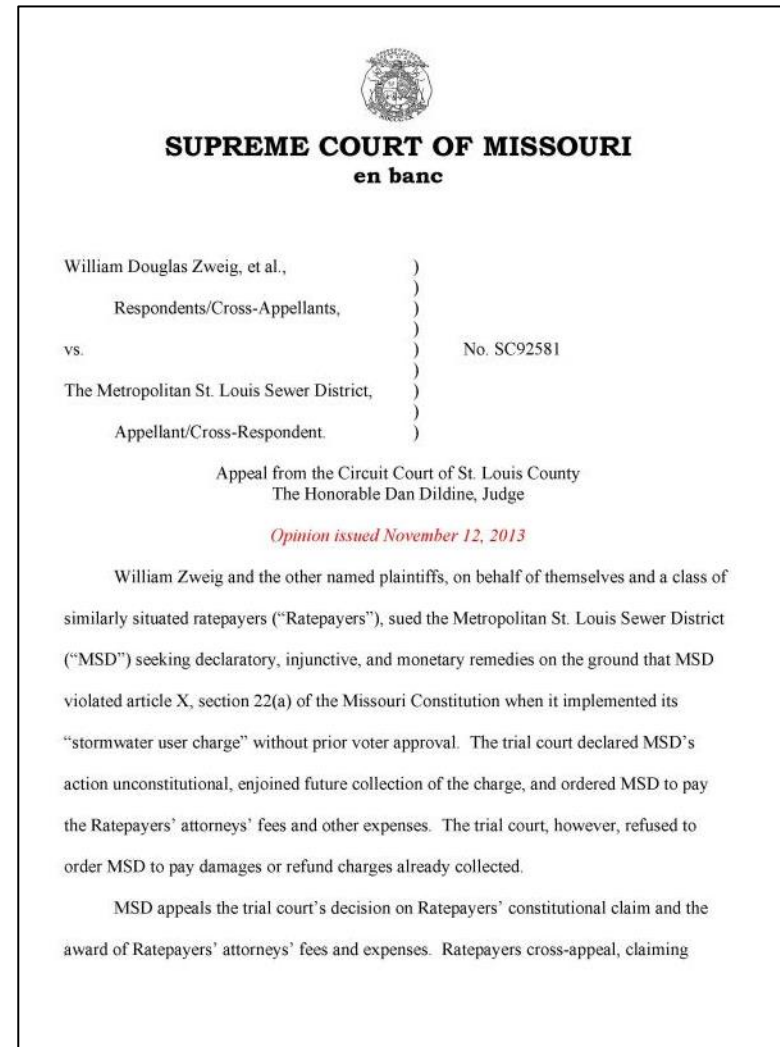 SUPREME COURT OF MISSOURI
en banc
William Douglas Zweig, et al., )
)
Respondents/Cross-Appellants, )
)
vs. ) No. SC92581
)
The Metropolitan St. Louis Sewer District, )
)
Appellant/Cross-Respondent. )
Appeal from the Circuit Court of St. Louis County
The Honorable Dan Dildine, Judge
Opinion issued November 12, 2013
William Zweig and the other named plaintiffs, on behalf of themselves and a class of
similarly situated ratepayers (“Ratepayers”), sued the Metropolitan St. Louis Sewer District
(“MSD”) seeking declaratory, injunctive, and monetary remedies on the ground that MSD
violated article X, section 22(a) of the Missouri Constitution when it implemented its
“stormwater user charge” without prior voter approval.  The trial court declared MSD’s
action unconstitutional, enjoined future collection of the charge, and ordered MSD to pay
the Ratepayers’ attorneys’ fees and other expenses.  The trial court, however, refused to
order MSD to pay damages or refund charges already collected.
MSD appeals the trial court’s decision on Ratepayers’ constitutional claim and the
award of Ratepayers’ attorneys’ fees and expenses.  Ratepayers cross-appeal, claiming